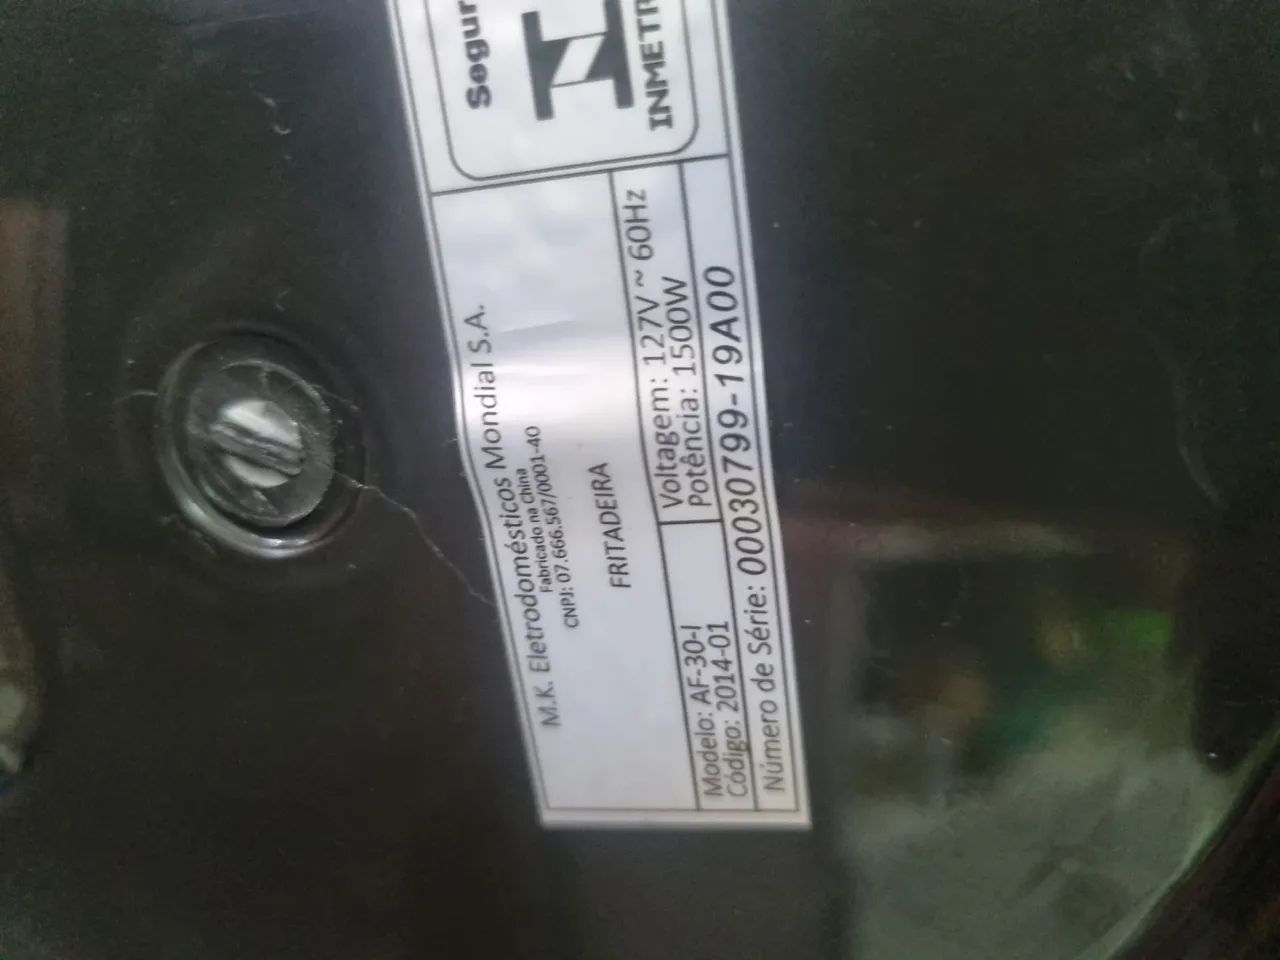 Segur
INMETR
M.K. Eletrodomésticos Mondial S.A.
Fabricado na China
CNPJ: 07.666.567/0001-40
FRITADEIRA
Modelo: AF-30-I
Código: 2014-01
Voltagem: 127V ~ 60Hz
Potência: 1500W
Número de Série: 00030799-19A00